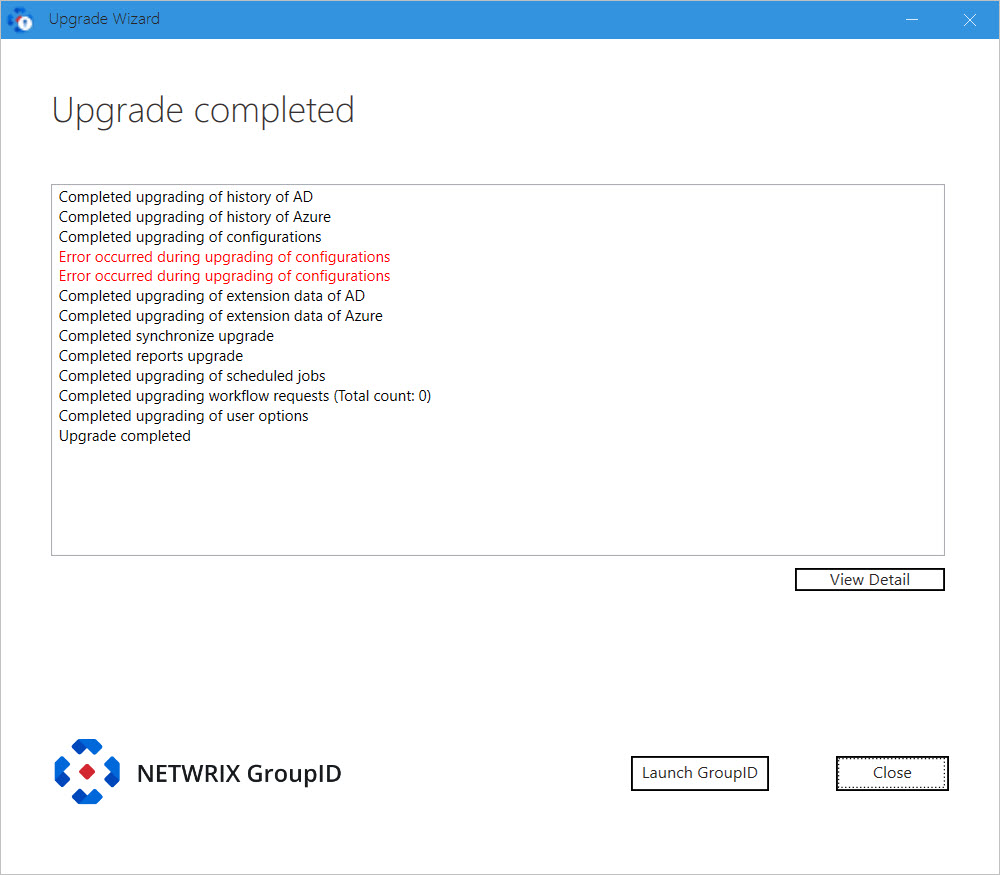 Upgrade Wizard
Upgrade completed
Completed upgrading of history of AD
Completed upgrading of history of Azure
Completed upgrading of configurations
Error occurred during upgrading of configurations
Error occurred during upgrading of configurations
Completed upgrading of extension data of AD
Completed upgrading of extension data of Azure
Completed synchronize upgrade
Completed reports upgrade
Completed upgrading of scheduled jobs
Completed upgrading workflow requests (Total count: 0)
Completed upgrading of user options
Upgrade completed
View Detail
NETWRIX GroupID
Launch GroupID
Close